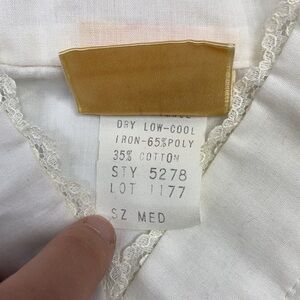 DRY LOW-COOL
IRON-65%POLY
35% COTTON
STY 5278
LOT 1177
SZ MED